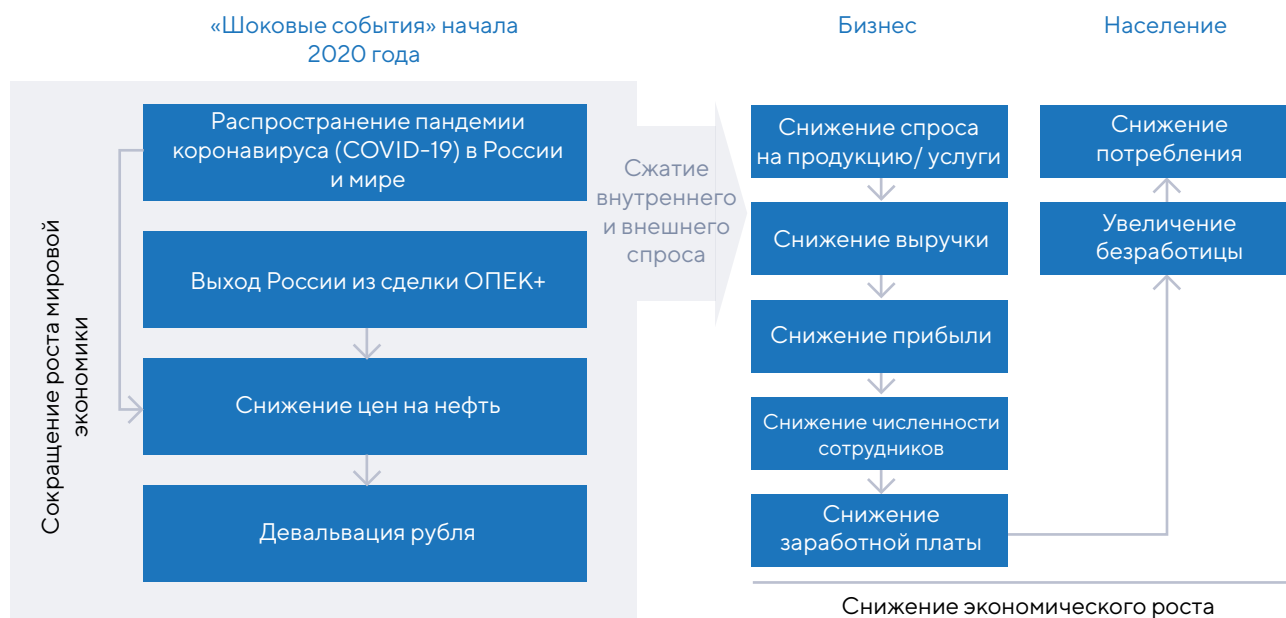 «Шоковые события» начала
2020 года
Бизнес
Население
Сокращение роста мировой
экономики
Распространение пандемии
коронавируса (COVID-19) в России
и мире
Выход России из сделки ОПЕК+
Снижение цен на нефть
Девальвация рубля
Сжатие
внутреннего
и внешнего
спроса
Снижение спроса
на продукцию/ услуги
Снижение выручки
Снижение прибыли
Снижение численности
сотрудников
Снижение
заработной платы
Снижение
потребления
Увеличение
безработицы
Снижение экономического роста